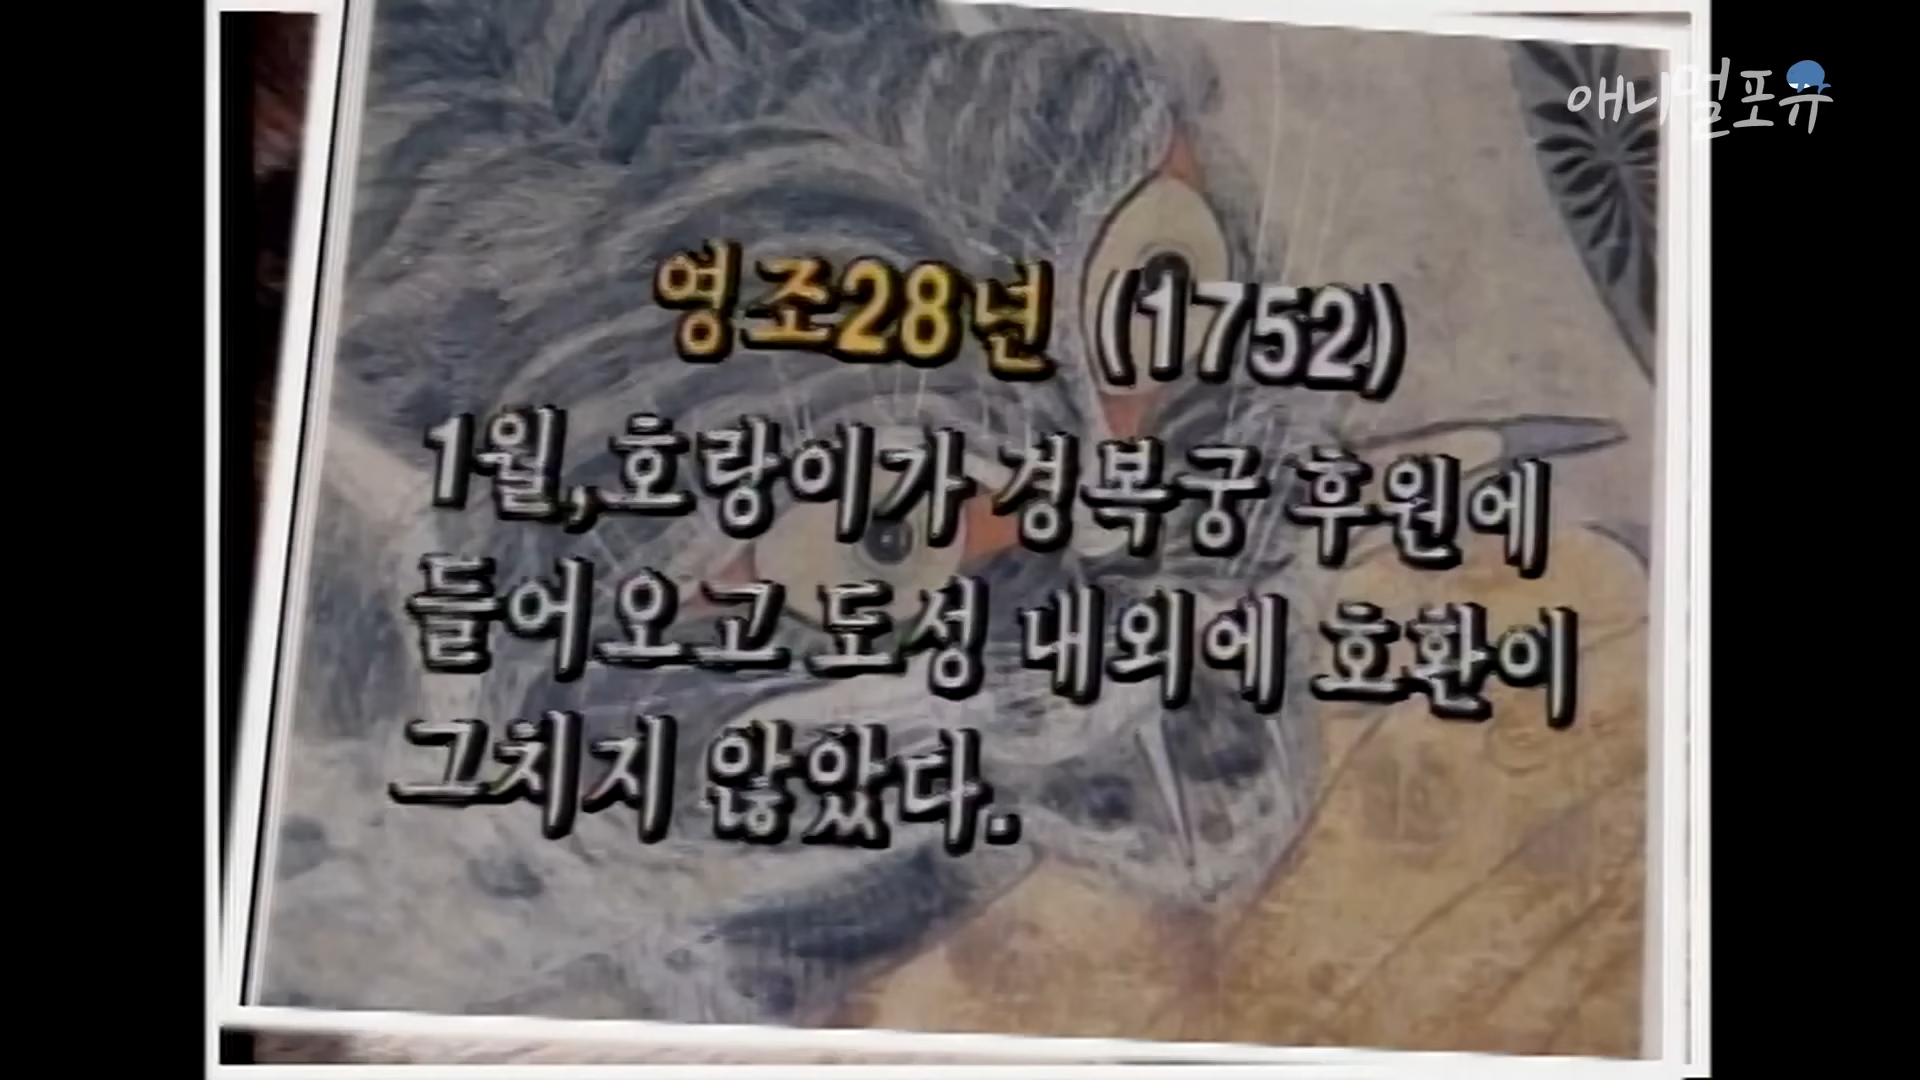 애니멀포유
영조28년 (1752)
1월, 호랑이가 경복궁 후원에
들어오고 도성 내외에 호환이
그치지 않았다.